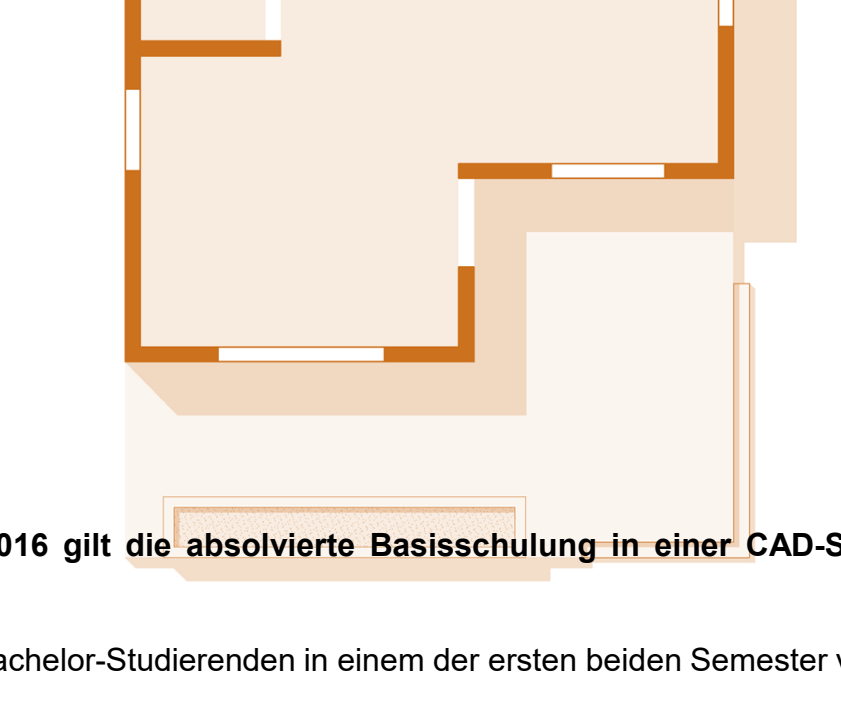 016 gilt die absolvierte Basisschulung in einer CAD-S
achelor-Studierenden in einem der ersten beiden Semester v